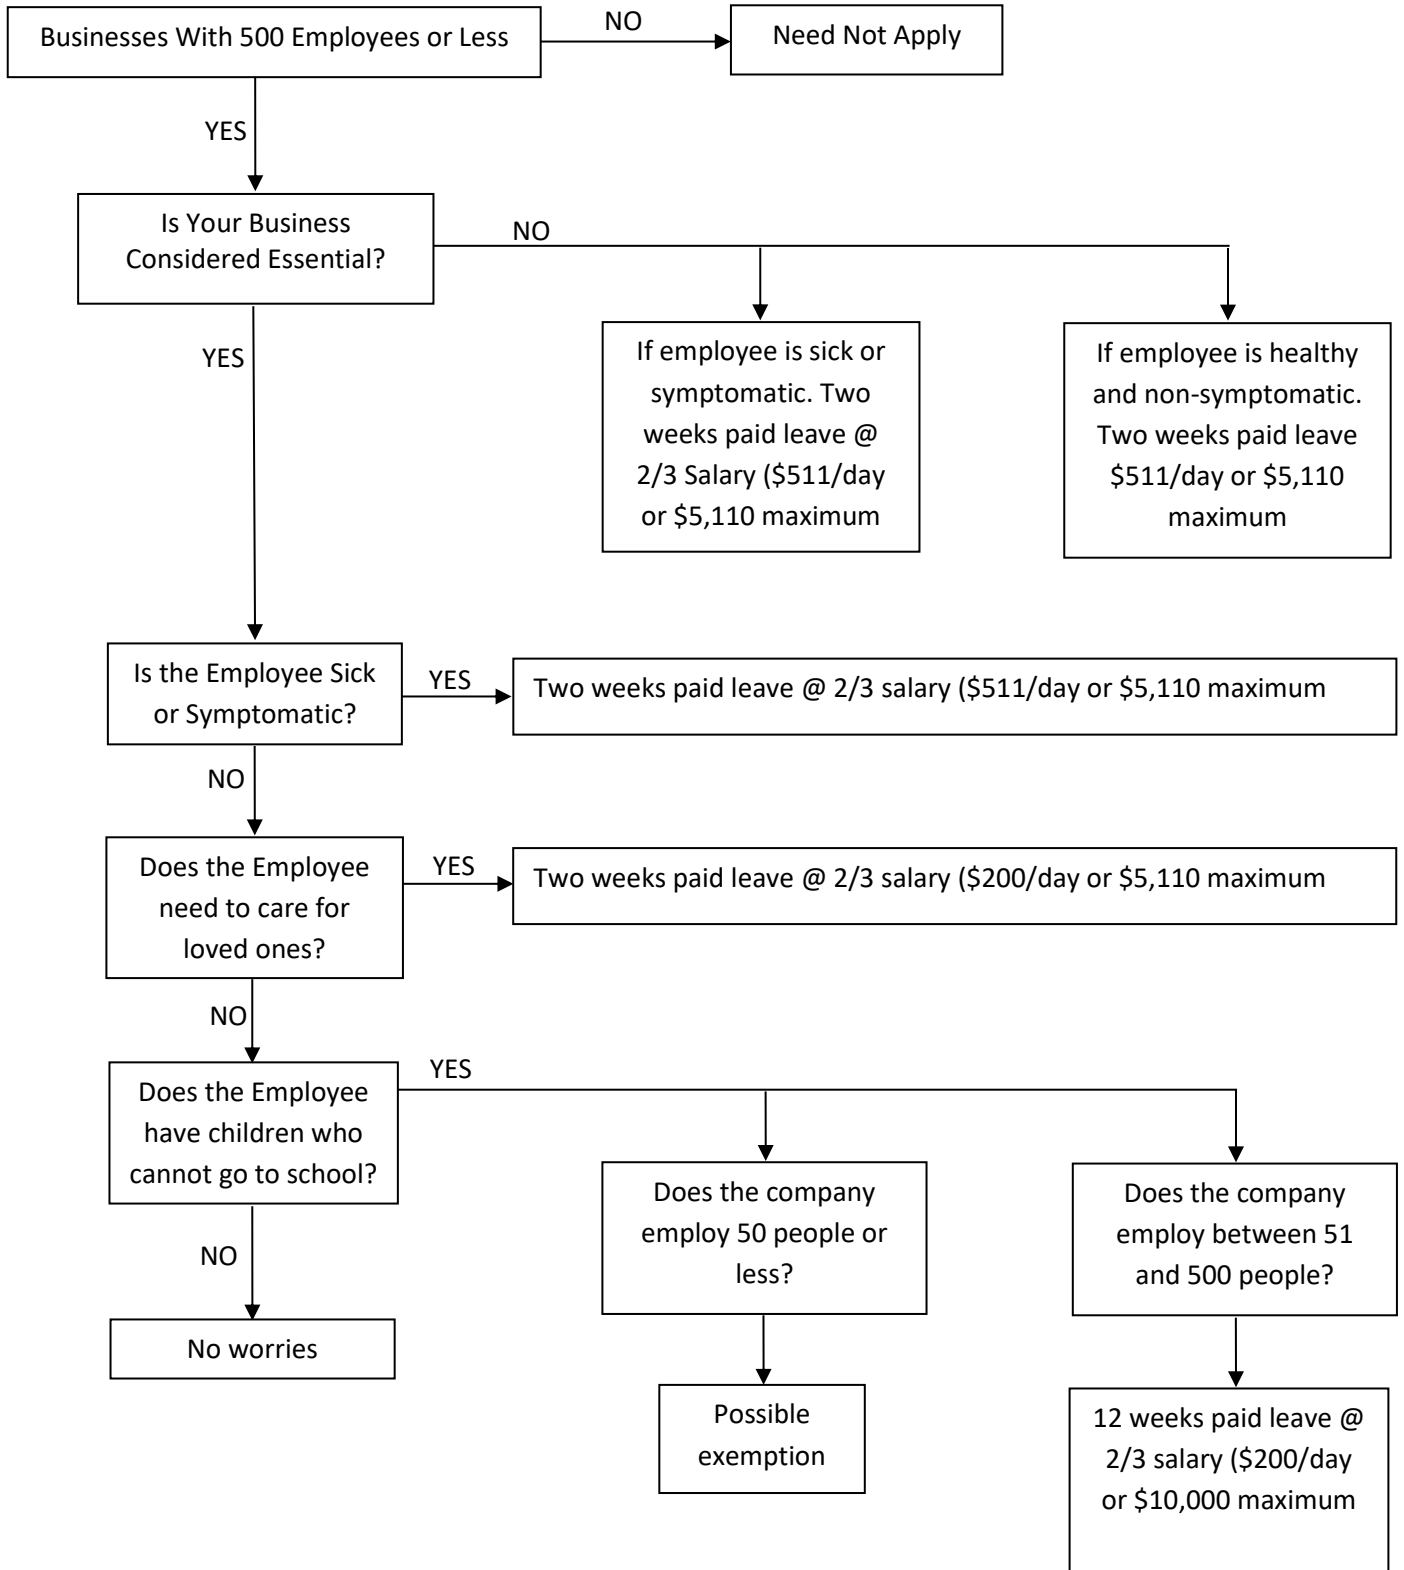 Businesses With 500 Employees or Less
NO
Need Not Apply
YES
Is Your Business
Considered Essential?
NO
YES
If employee is sick or
symptomatic. Two
weeks paid leave @
2/3 Salary ($511/day
or $5,110 maximum
If employee is healthy
and non-symptomatic.
Two weeks paid leave
$511/day or $5,110
maximum
Is the Employee Sick
or Symptomatic?
YES
Two weeks paid leave @ 2/3 salary ($511/day or $5,110 maximum
NO
Does the Employee
need to care for
loved ones?
YES
Two weeks paid leave @ 2/3 salary ($200/day or $5,110 maximum
NO
Does the Employee
have children who
cannot go to school?
YES
Does the company
employ 50 people or
less?
Does the company
employ between 51
and 500 people?
NO
No worries
Possible
exemption
12 weeks paid leave @
2/3 salary ($200/day
or $10,000 maximum